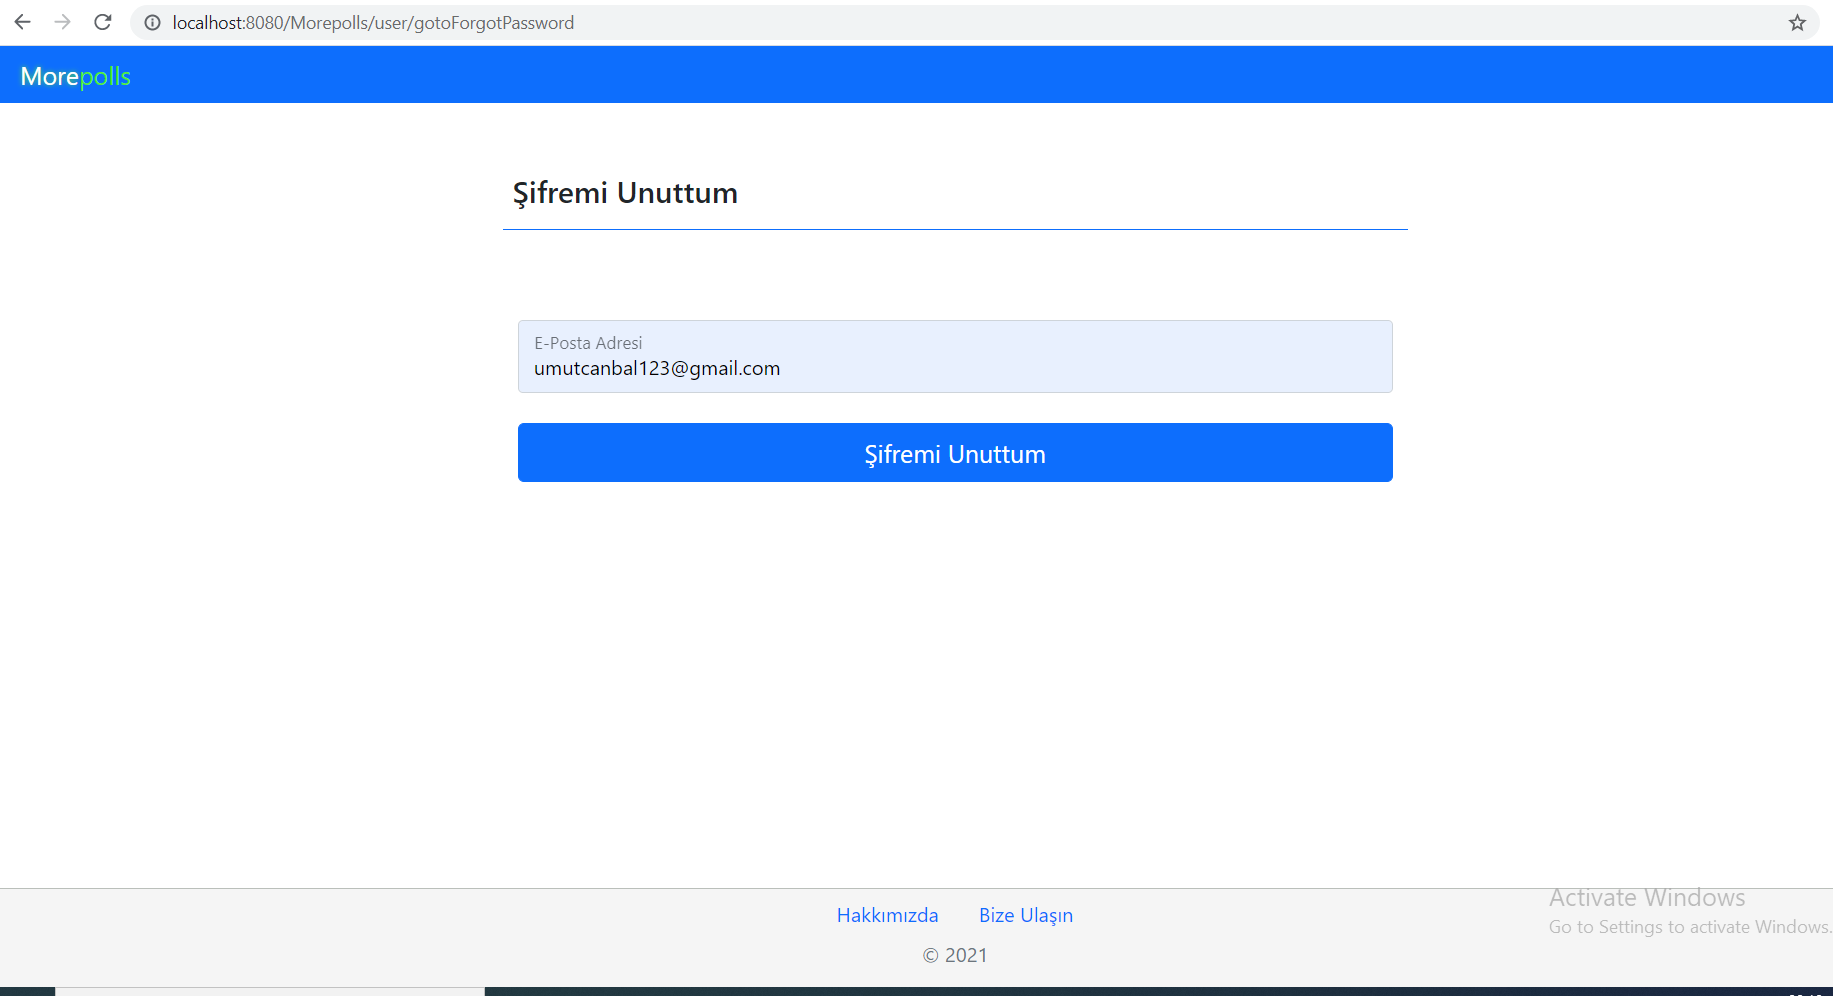 localhost:8080/Morepolls/user/gotoForgotPassword
Morepolls
Şifremi Unuttum
E-Posta Adresi
umutcanbal123@gmail.com
Şifremi Unuttum
Hakkımızda Bize Ulaşın
© 2021
Activate Windows
Go to Settings to activate Windows.